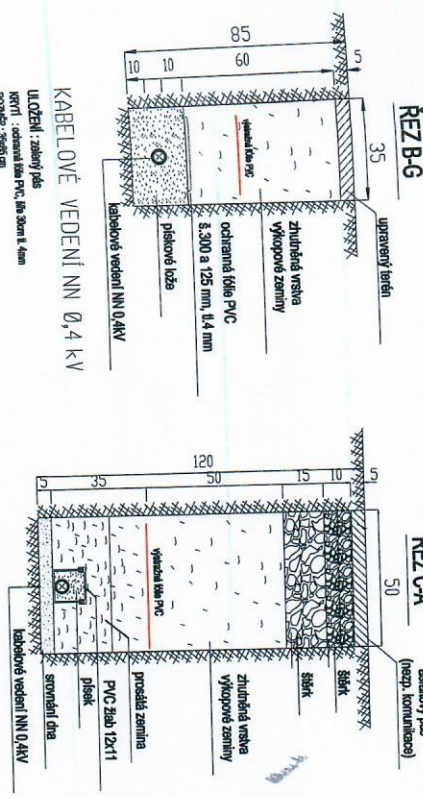 ŘEZ B-G
35
85
5
60
10
10
upravený terén
zhutněná vrstva
výkopové zeminy
výstražná fólie PVC
ochranná fólie PVC
š.300 a 125 mm, tl.4 mm
pískové lože
kabelové vedení NN 0,4kV
KABELOVÉ VEDENÍ NN 0,4 kV
ULOŽENÍ : zelený pás
KRYTÍ : ochranná fólie PVC, šíře 30cm tl. 4mm
ŘEZ C-A
50
(nezp. komunikace)
120
5
10
15
50
35
5
štěrk
štěrk
zhutněná vrstva
výkopové zeminy
výstražná fólie PVC
prosátá zemina
PVC žlab 12x11
písek
srovnání dna
kabelové vedení NN 0,4kV